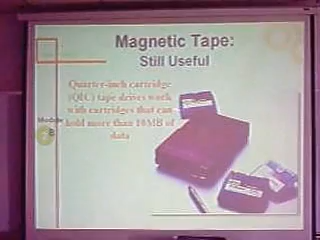 Magnetic Tape:
Still Useful
Quarter-inch cartridge
(QIC) tape drives work
with cartridges that can
hold more than 10MB of
data
Module
B